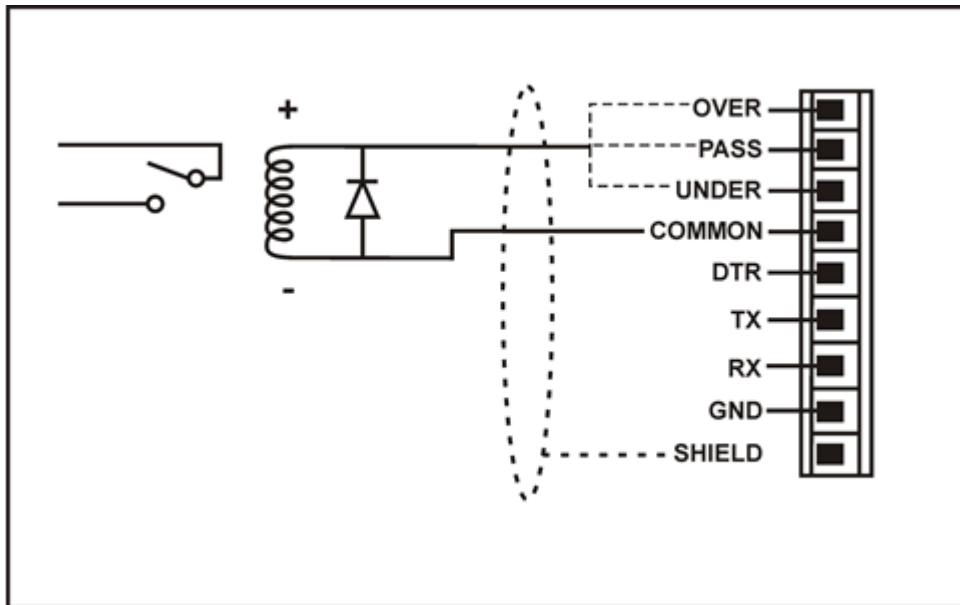 +
-
OVER
PASS
UNDER
COMMON
DTR
TX
RX
GND
SHIELD